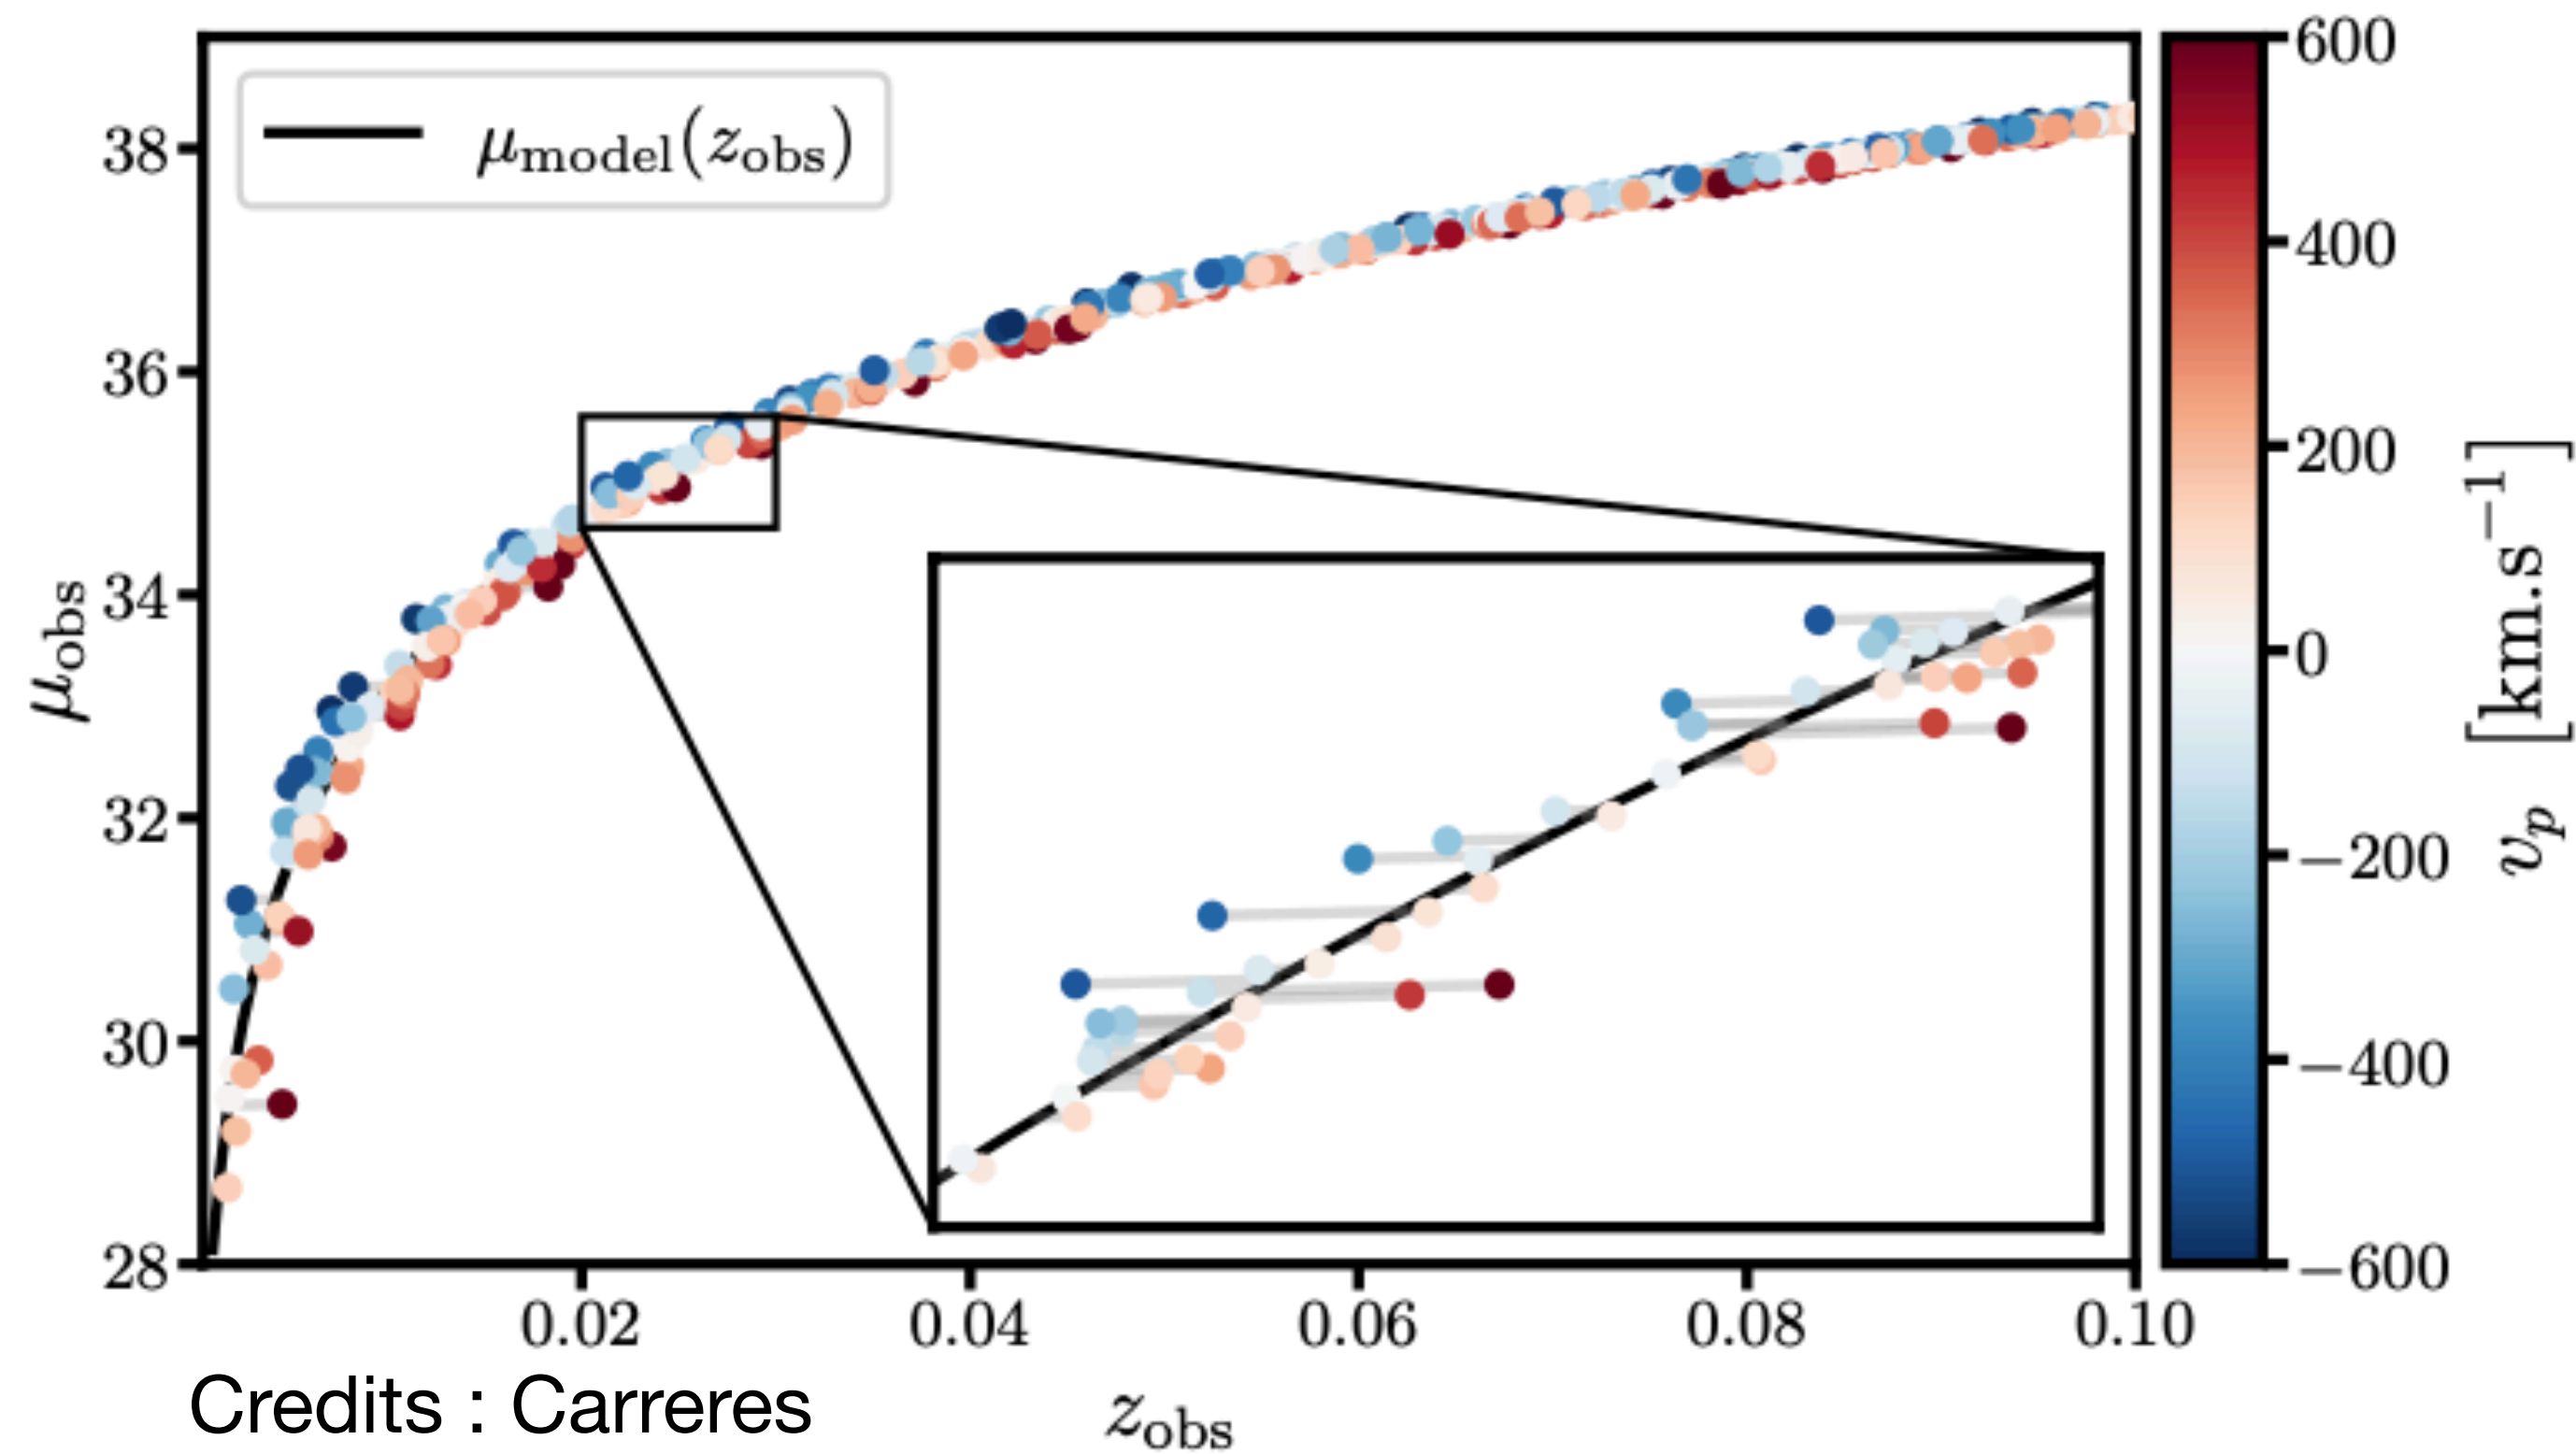 μmodel(zobs)
38
36
34
32
30
28
μobs
0.02 0.04 0.06 0.08 0.10
zobs
600
400
200
0
−200
−400
−600
vp [km.s−1]
Credits : Carreres